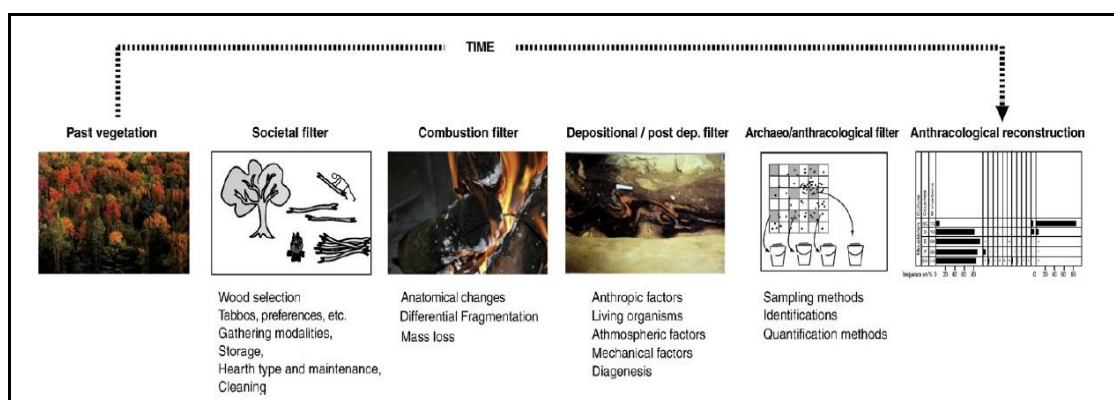 TIME
Past vegetation
Societal filter
Combustion filter
Depositional / post dep. filter
Archaeo/anthracological filter
Anthracological reconstruction
Wood selection
Tabbos, preferences, etc.
Gathering modalities,
Storage,
Hearth type and maintenance,
Cleaning
Anatomical changes
Differential Fragmentation
Mass loss
Anthropic factors
Living organisms
Athmospheric factors
Mechanical factors
Diagenesis
Sampling methods
Identifications
Quantification methods